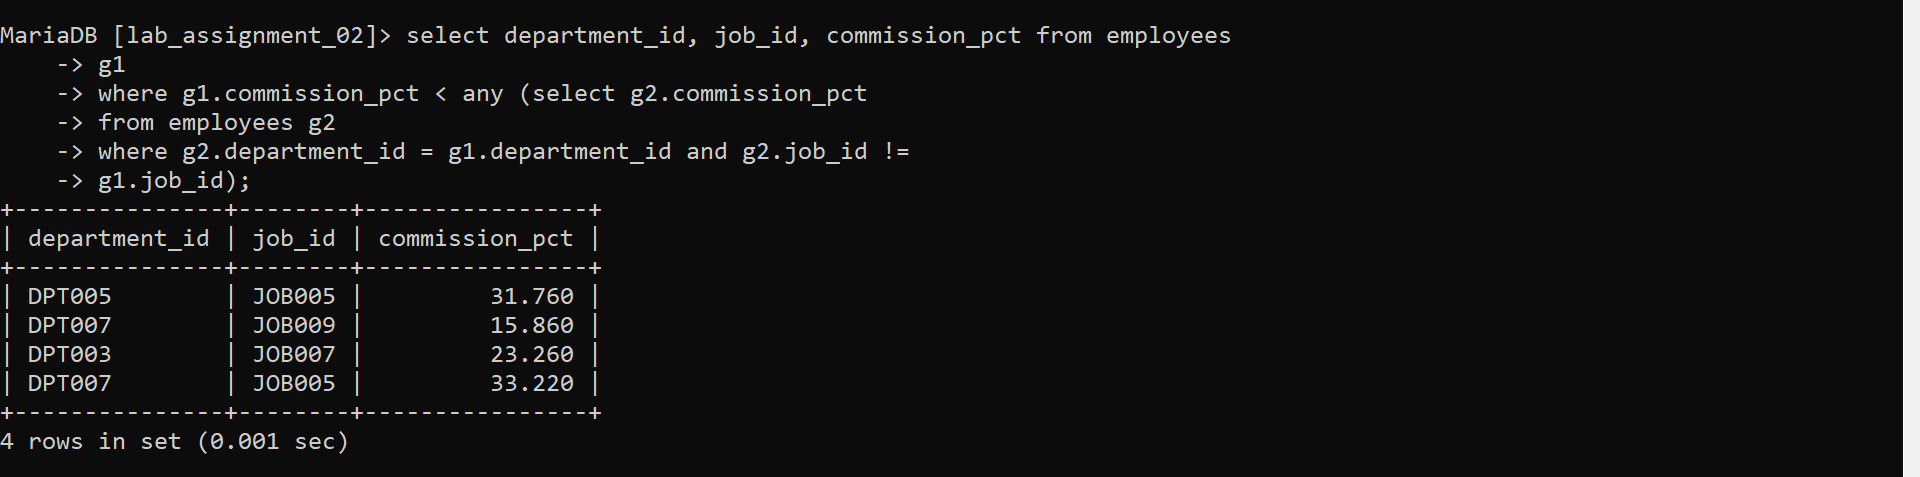 MariaDB [lab_assignment_02]> select department_id, job_id, commission_pct from employees
    -> g1
    -> where g1.commission_pct < any (select g2.commission_pct
    -> from employees g2
    -> where g2.department_id = g1.department_id and g2.job_id !=
    -> g1.job_id);
+---------------+--------+----------------+
| department_id | job_id | commission_pct |
+---------------+--------+----------------+
| DPT005        | JOB005 |         31.760 |
| DPT007        | JOB009 |         15.860 |
| DPT003        | JOB007 |         23.260 |
| DPT007        | JOB005 |         33.220 |
+---------------+--------+----------------+
4 rows in set (0.001 sec)